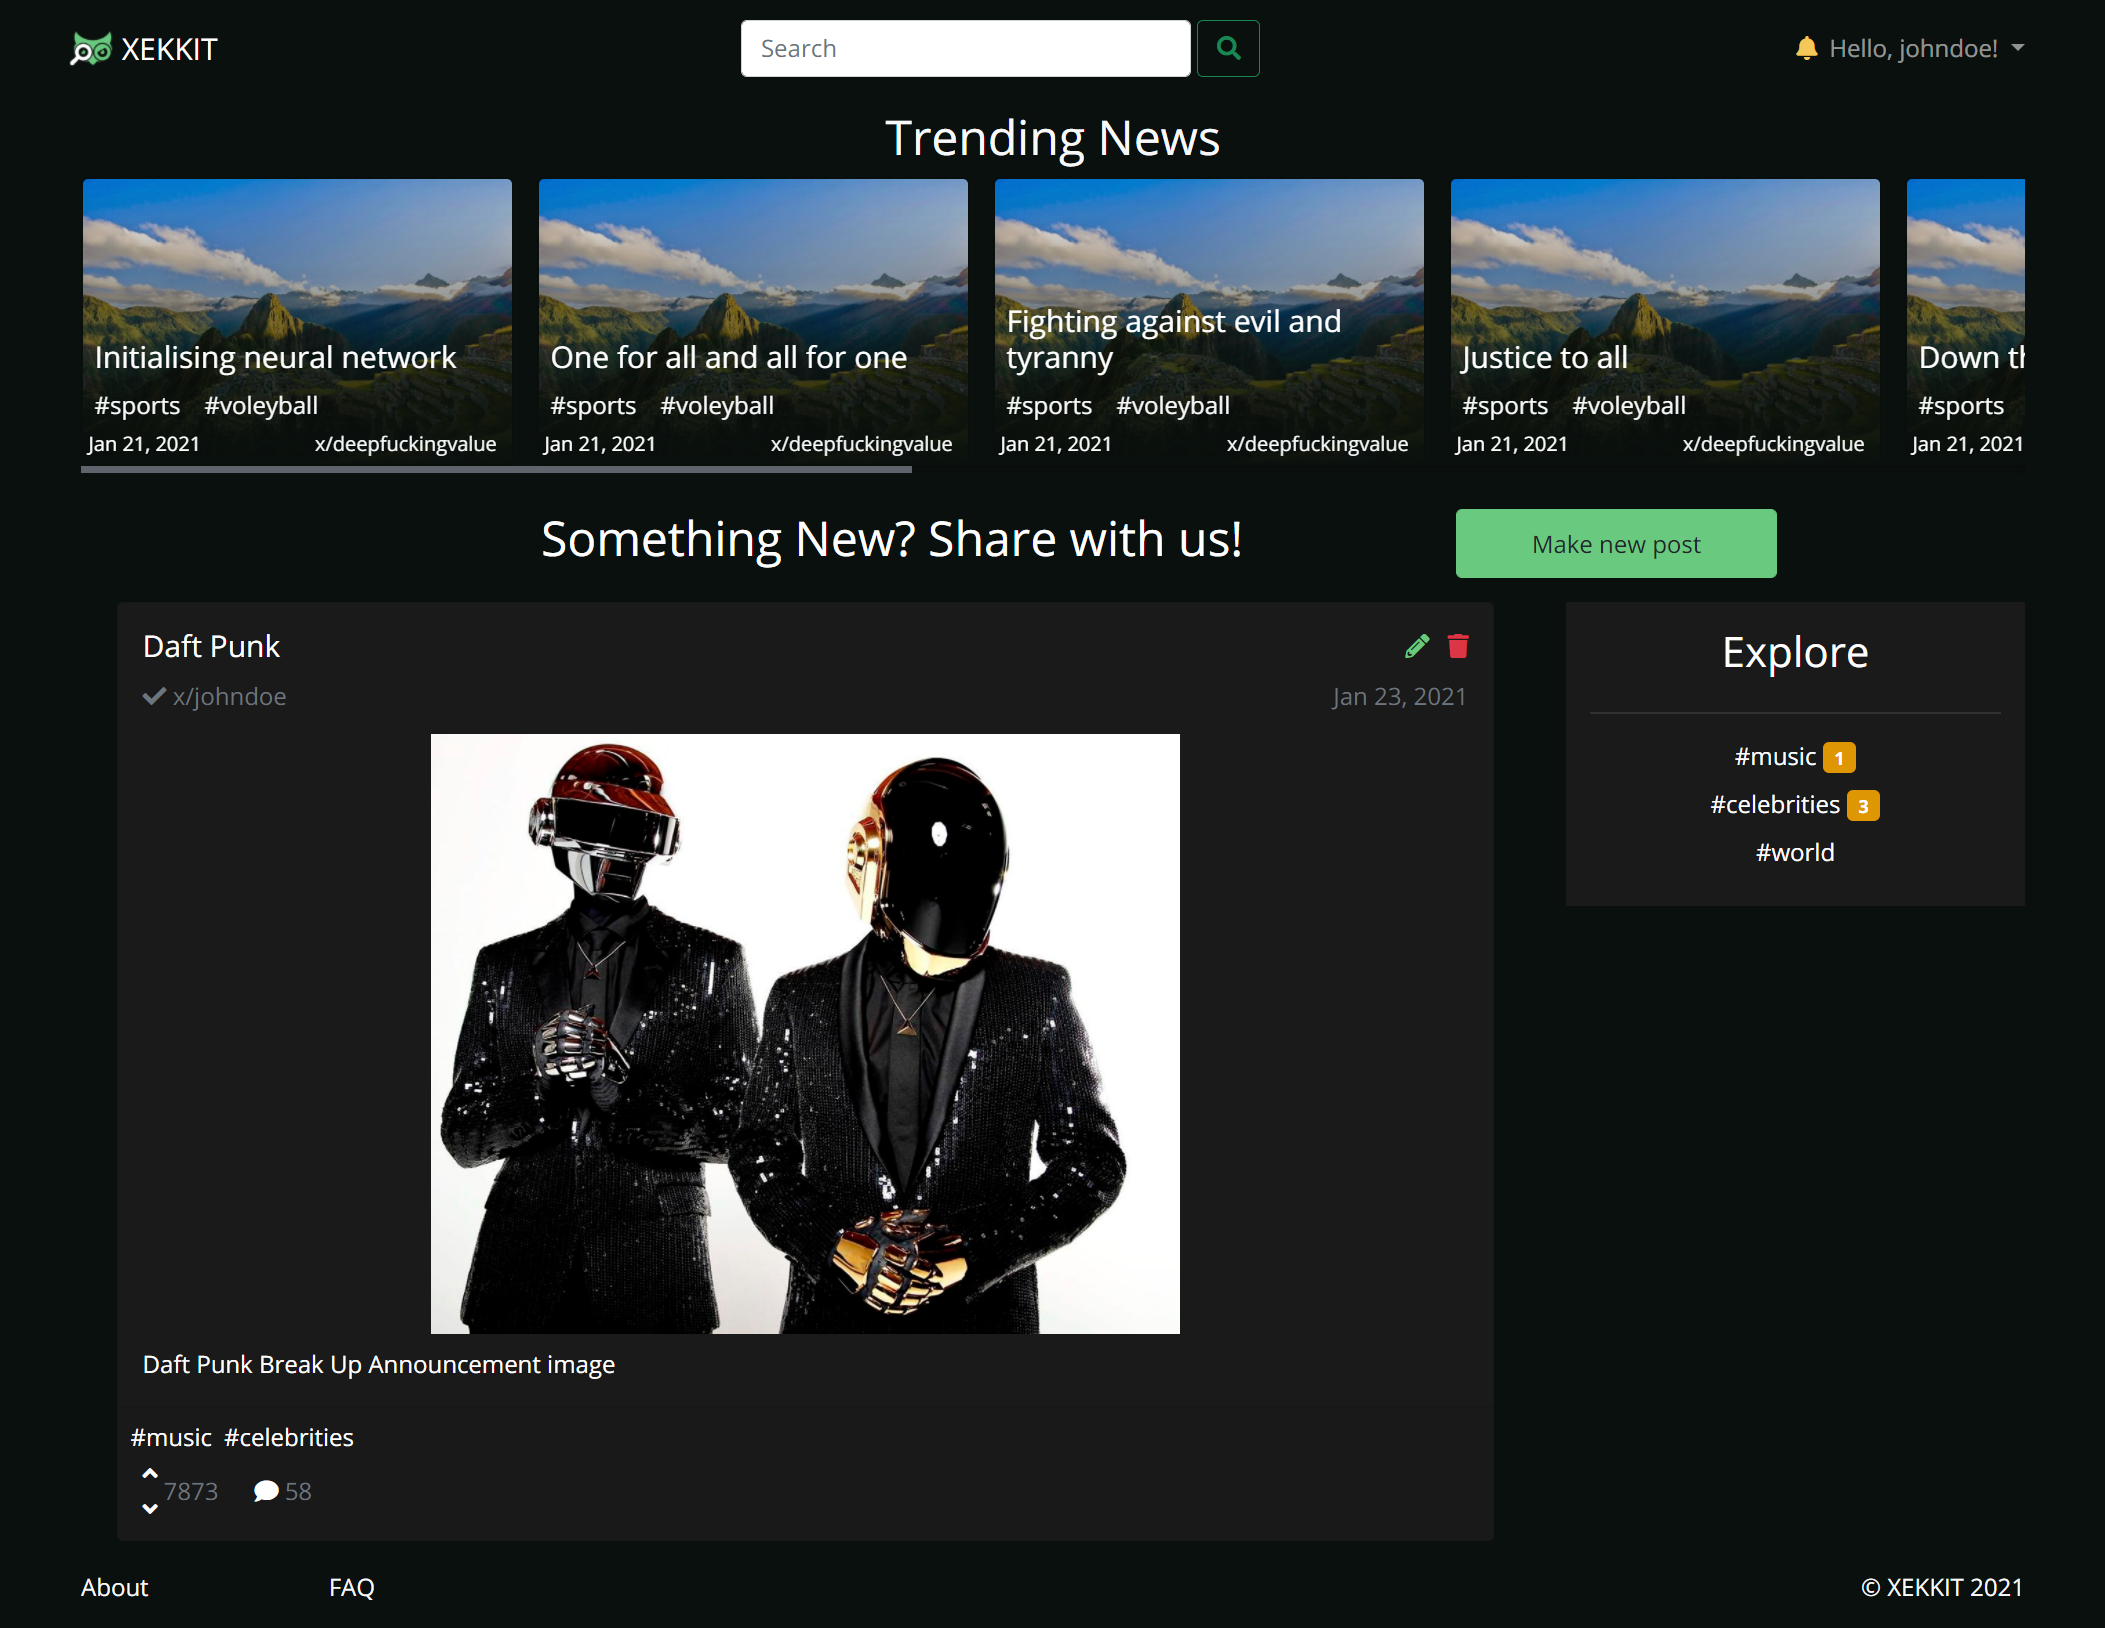 XEKKIT
Search
Hello, johndoe!
Trending News
Initialising neural network
#sports #voleyball
Jan 21, 2021 x/deepfuckingvalue
One for all and all for one
#sports #voleyball
Jan 21, 2021 x/deepfuckingvalue
Fighting against evil and
tyranny
#sports #voleyball
Jan 21, 2021 x/deepfuckingvalue
Justice to all
#sports #voleyball
Jan 21, 2021 x/deepfuckingvalue
Down
#sports
Jan 21, 2021
Something New? Share with us!
Make new post
Daft Punk
x/johndoe
Jan 23, 2021
Daft Punk Break Up Announcement image
#music #celebrities
7873 58
Explore
#music 1
#celebrities 3
#world
About
FAQ
© XEKKIT 2021